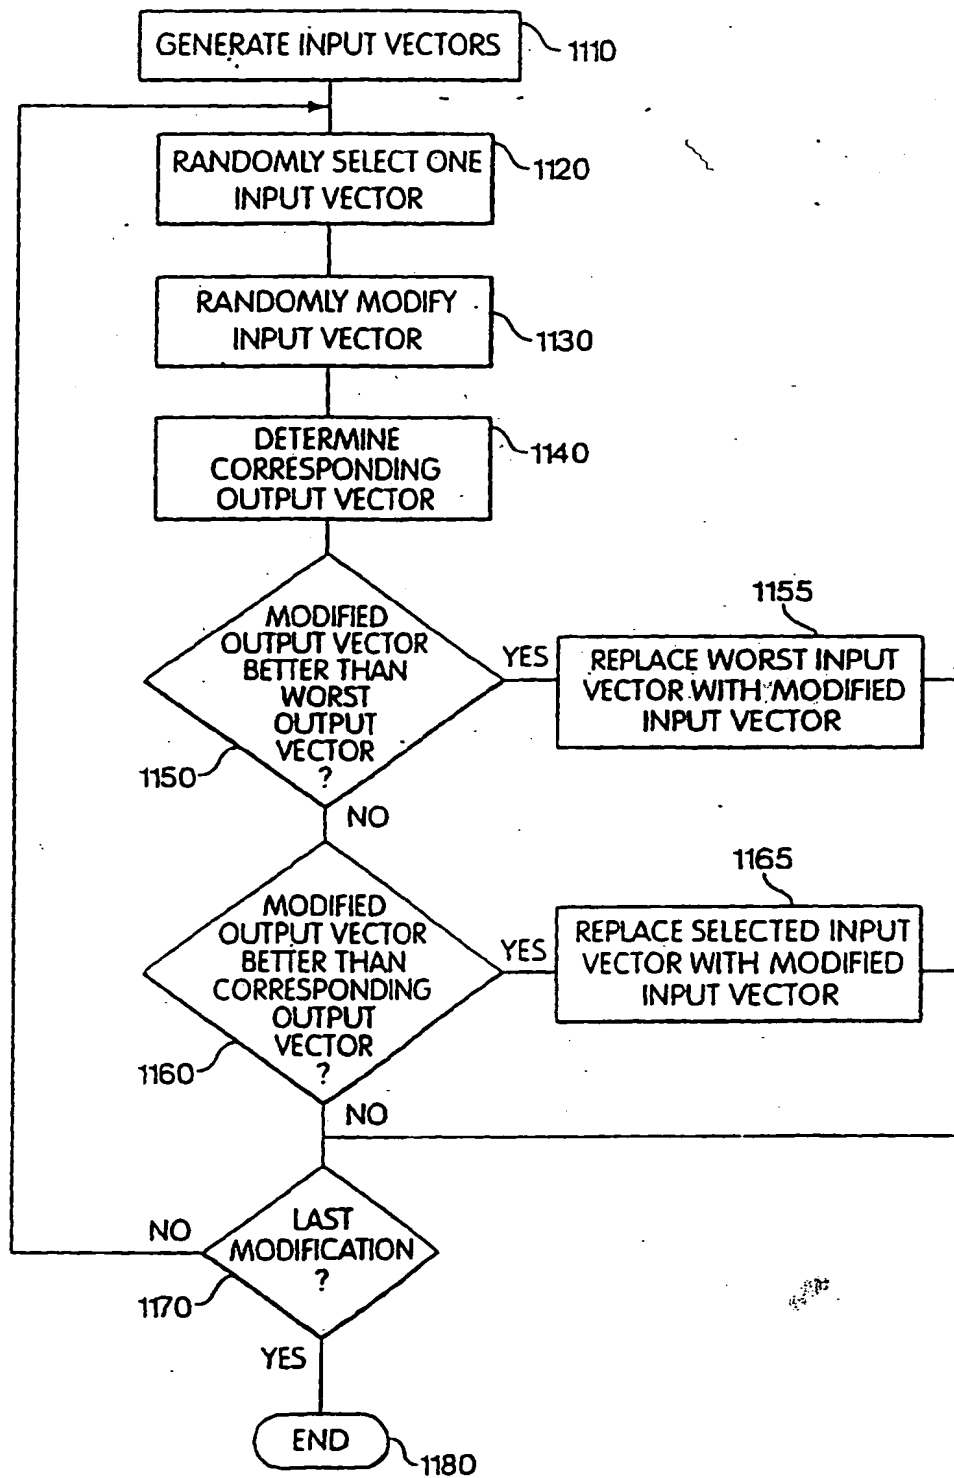 GENERATE INPUT VECTORS
1110
RANDOMLY SELECT ONE
INPUT VECTOR
1120
RANDOMLY MODIFY
INPUT VECTOR
1130
DETERMINE
CORRESPONDING
OUTPUT VECTOR
1140
MODIFIED
OUTPUT VECTOR
BETTER THAN
WORST
OUTPUT
VECTOR
?
1150
YES
1155
REPLACE WORST INPUT
VECTOR WITH MODIFIED
INPUT VECTOR
NO
MODIFIED
OUTPUT VECTOR
BETTER THAN
CORRESPONDING
OUTPUT
VECTOR
?
1160
YES
1165
REPLACE SELECTED INPUT
VECTOR WITH MODIFIED
INPUT VECTOR
NO
LAST
MODIFICATION
?
1170
NO
YES
END
1180